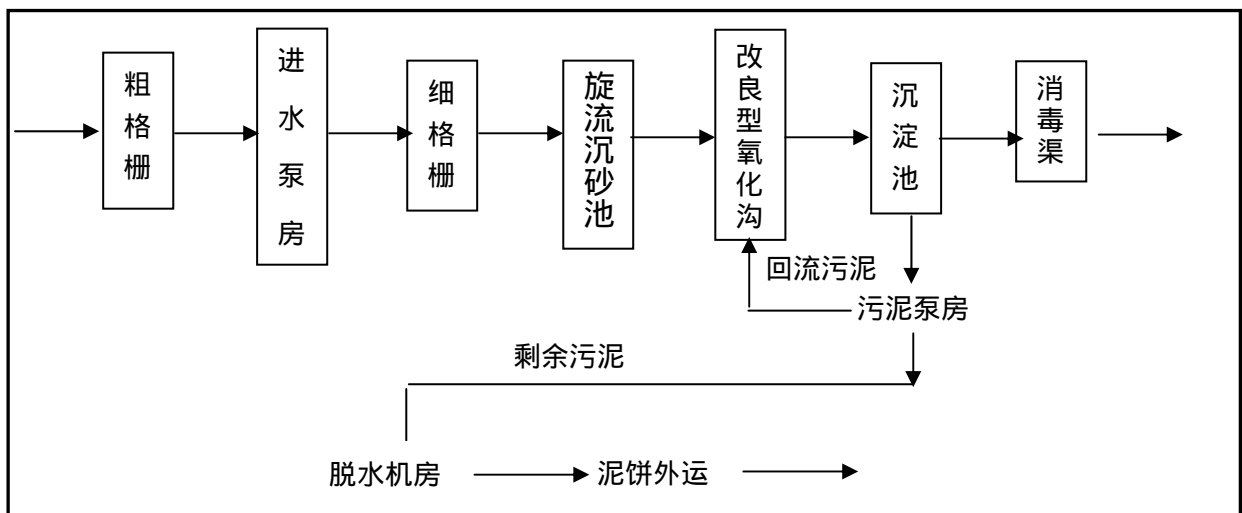 粗格栅
进水泵房
细格栅
旋流沉砂池
改良型氧化沟
沉淀池
消毒渠
回流污泥
污泥泵房
剩余污泥
脱水机房
泥饼外运